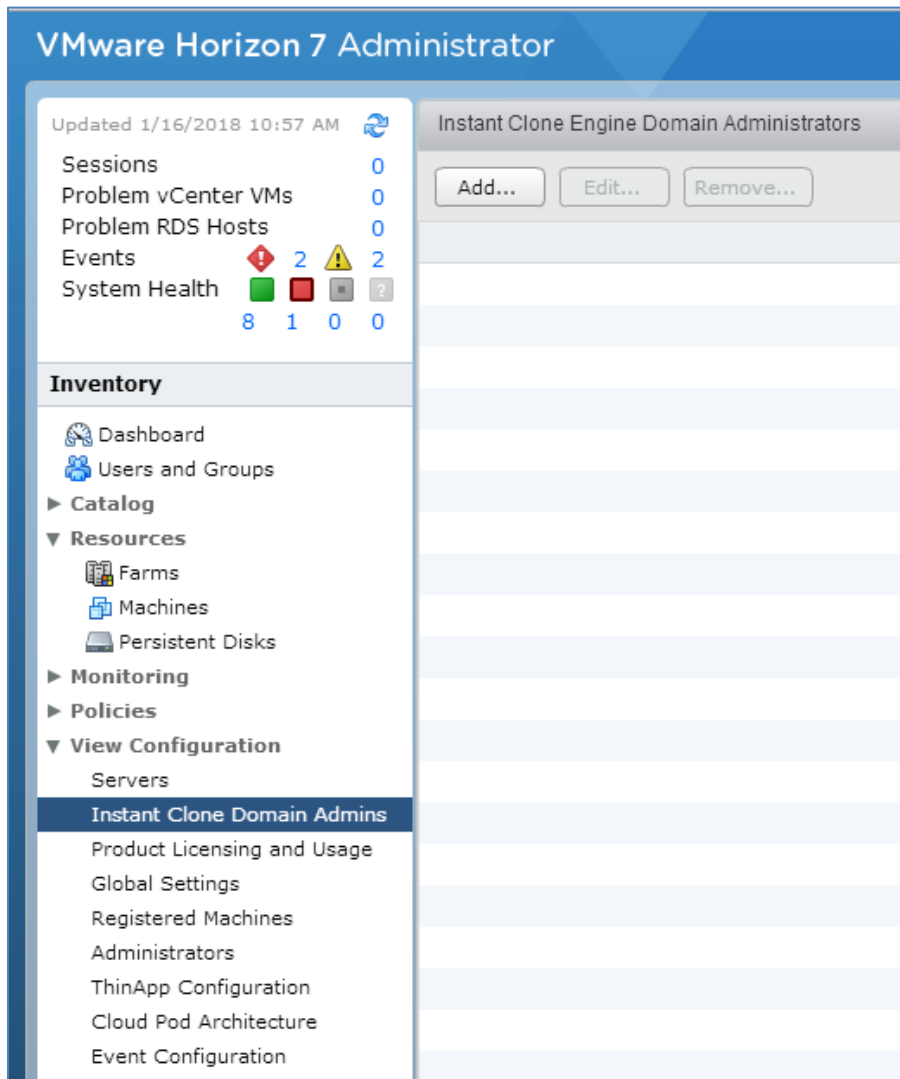 VMware Horizon 7 Administrator
Updated 1/16/2018 10:57 AM
Sessions 0
Problem vCenter VMs 0
Problem RDS Hosts 0
Events 2 2
System Health ?
8 1 0 0
Inventory
Dashboard
Users and Groups
Catalog
Resources
Farms
Machines
Persistent Disks
Monitoring
Policies
View Configuration
Servers
Instant Clone Domain Admins
Product Licensing and Usage
Global Settings
Registered Machines
Administrators
ThinApp Configuration
Cloud Pod Architecture
Event Configuration
Instant Clone Engine Domain Administrators
Add... Edit... Remove...